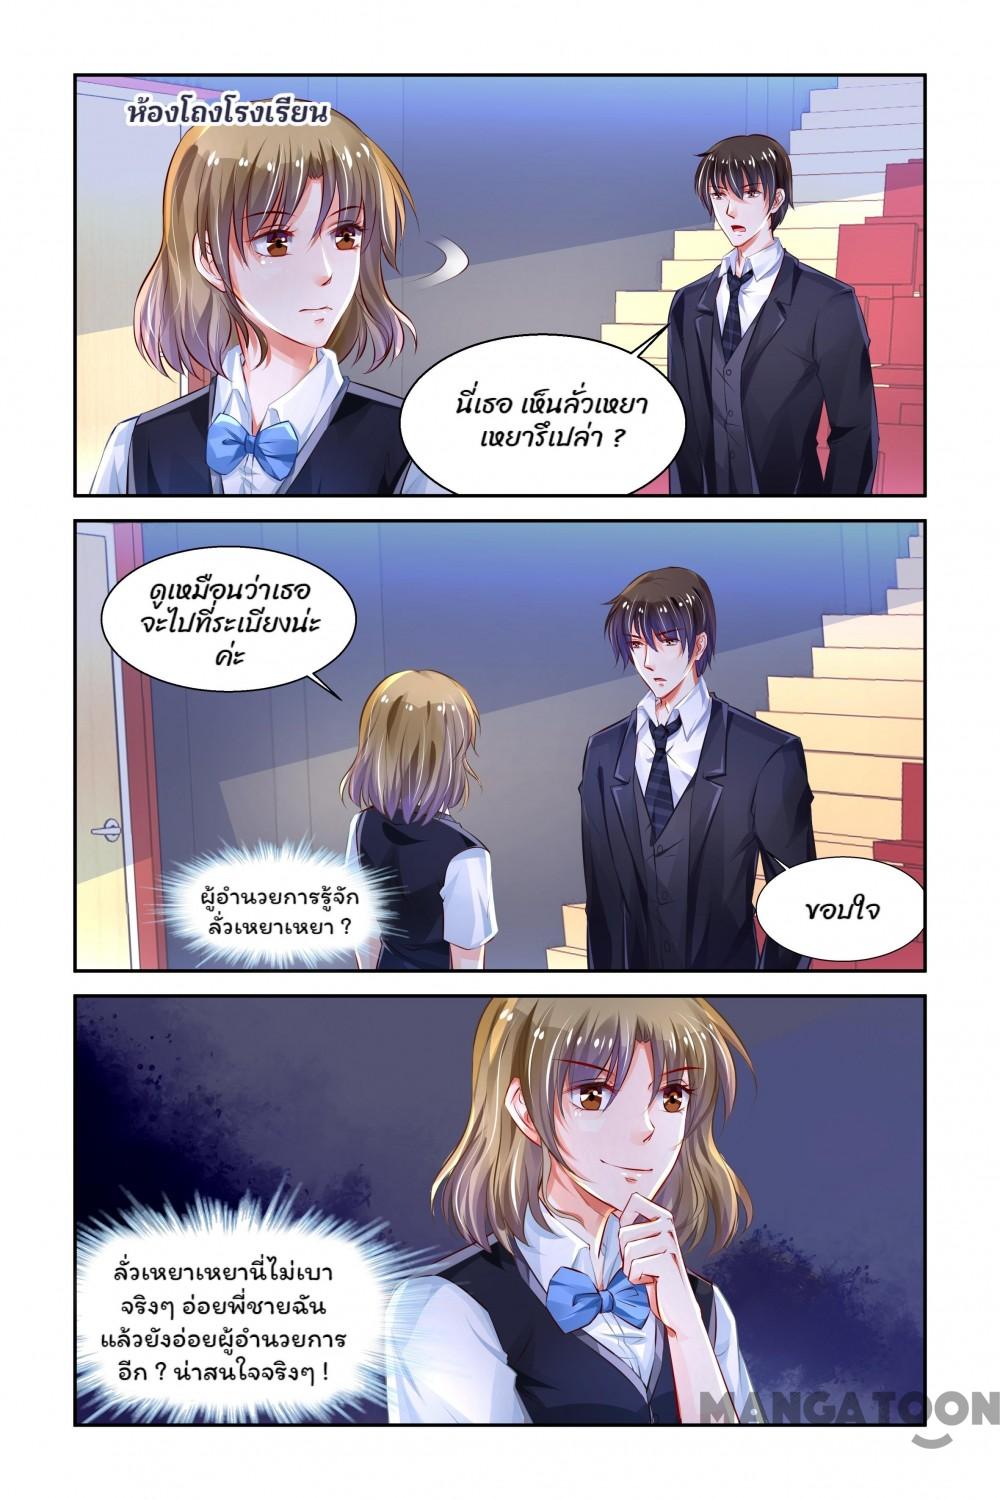 ห้องโถงโรงเรียน
นี่เธอ เห็นลั่วเหยา
เหยารึเปล่า ?
ดูเหมือนว่าเธอ
จะไปที่ระเบียงน่ะ
ค่ะ
ผู้อำนวยการรู้จัก
ลั่วเหยาเหยา ?
ขอบใจ
ลั่วเหยาเหยานี่ไม่เบา
จริงๆ อ่อยพี่ชายฉัน
แล้วยังอ่อยผู้อำนวยการ
อีก ? น่าสนใจจริงๆ !
MANGATOON